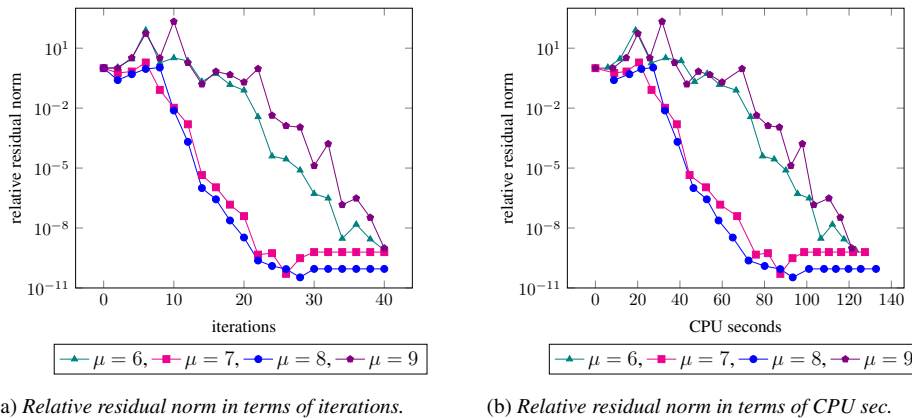 10^1
10^-2
10^-5
10^-8
10^-11
relative residual norm
0 10 20 30 40
iterations
μ = 6, μ = 7, μ = 8, μ = 9
a) Relative residual norm in terms of iterations.
10^1
10^-2
10^-5
10^-8
10^-11
relative residual norm
0 20 40 60 80 100 120 140
CPU seconds
μ = 6, μ = 7, μ = 8, μ = 9
(b) Relative residual norm in terms of CPU sec.